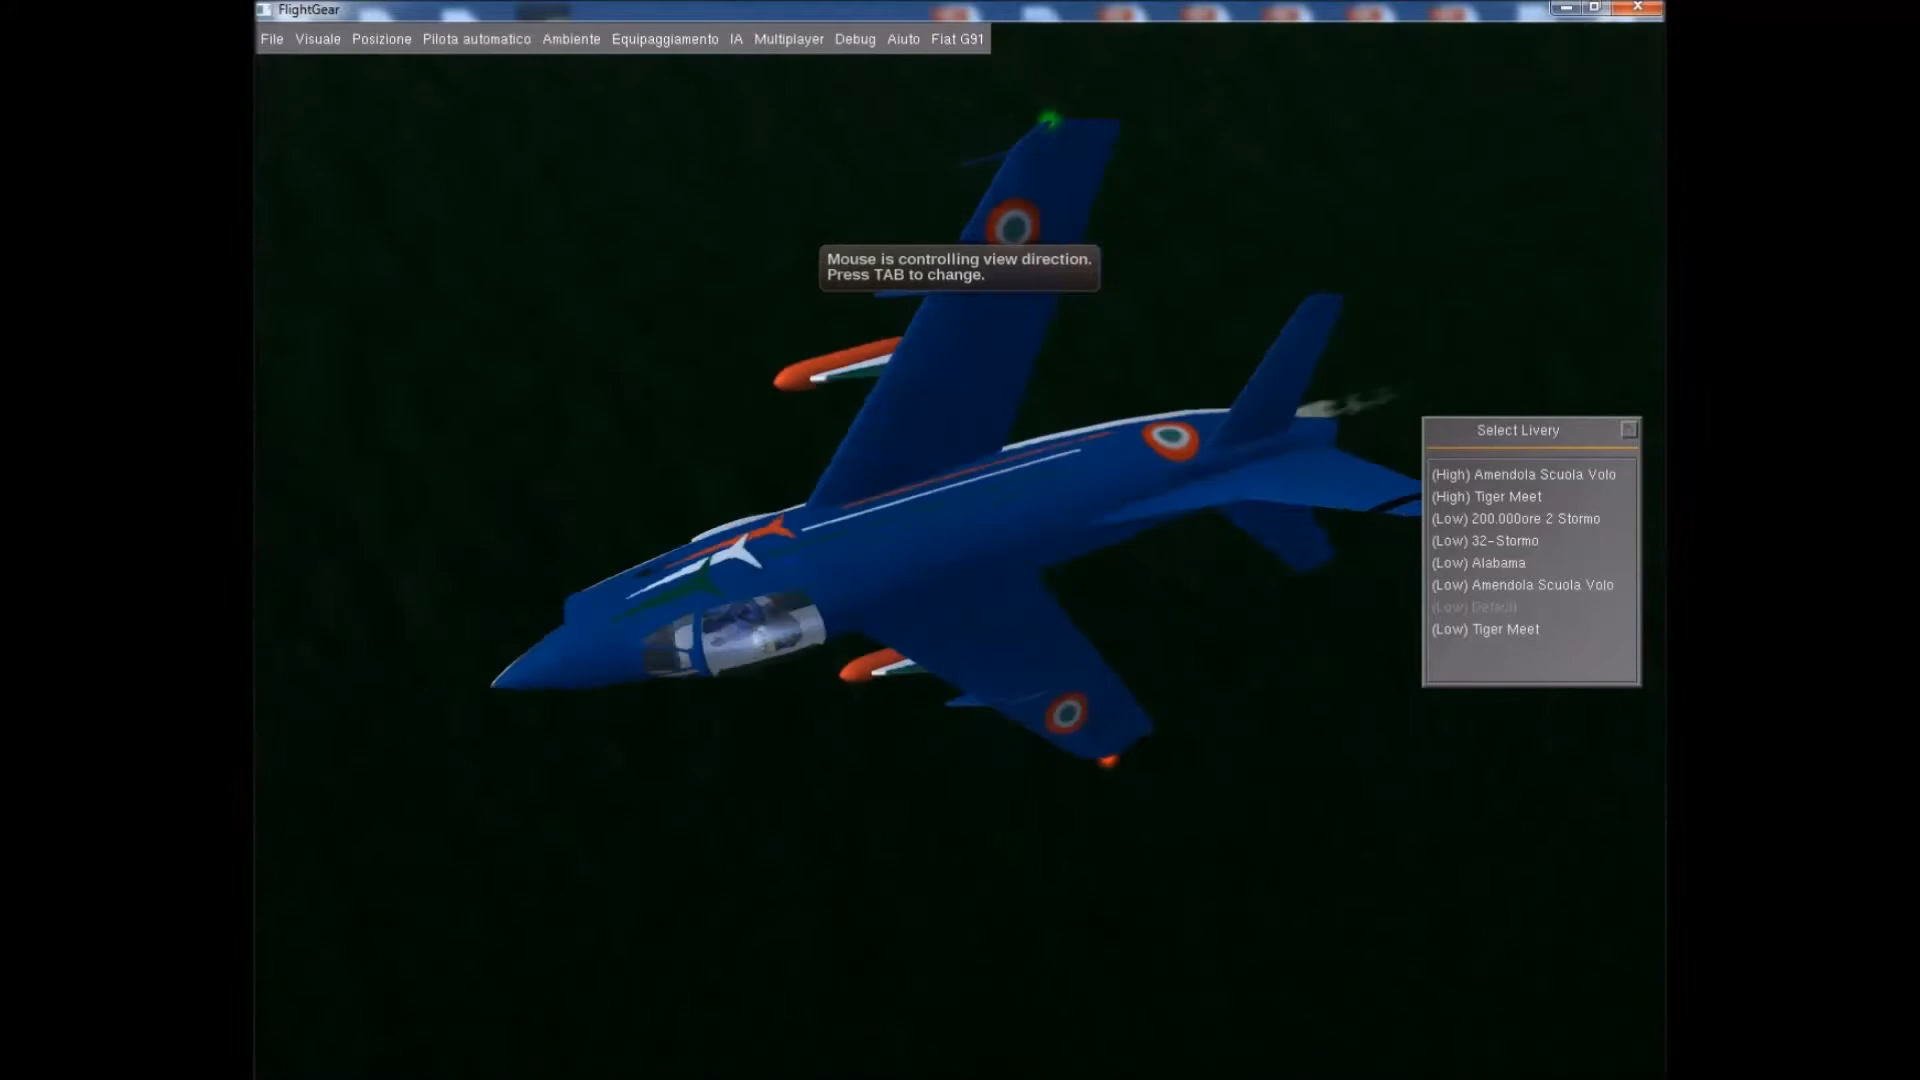 FlightGear
File Visuale Posizione Pilota automatico Ambiente Equipaggiamento IA Multiplayer Debug Aiuto Fiat G91
Mouse is controlling view direction.
Press TAB to change.
Select Livery
(High) Amendola Scuola Volo
(High) Tiger Meet
(Low) 200.000ore 2 Stormo
(Low) 32-Stormo
(Low) Alabama
(Low) Amendola Scuola Volo
(Low) Default
(Low) Tiger Meet